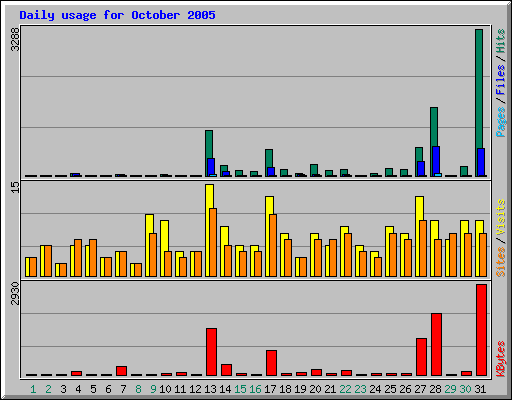 Daily usage for October 2005
3288
Pages / Files / Hits
15
Sites / Visits
2930
KBytes
1 2 3 4 5 6 7 8 9 10 11 12 13 14 15 16 17 18 19 20 21 22 23 24 25 26 27 28 29 30 31